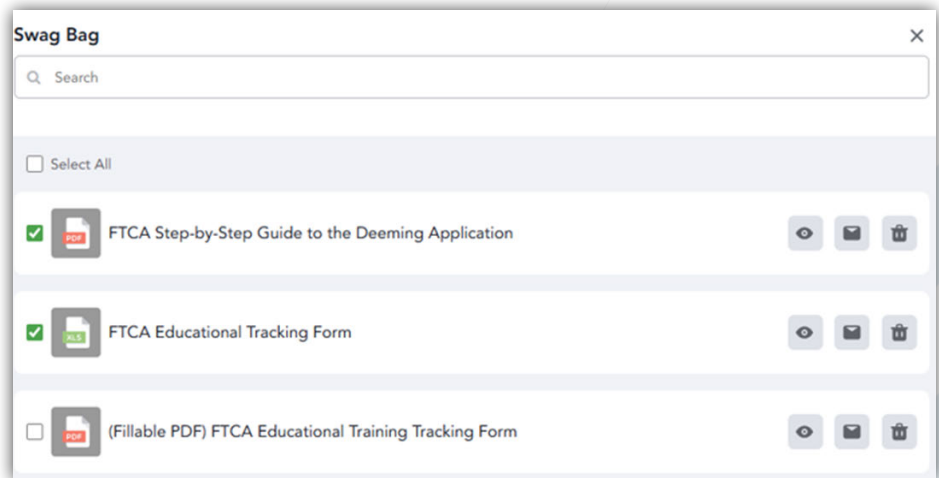 Swag Bag
Search
Select All
PDF
FTCA Step-by-Step Guide to the Deeming Application
XLS
FTCA Educational Tracking Form
PDF
(Fillable PDF) FTCA Educational Training Tracking Form